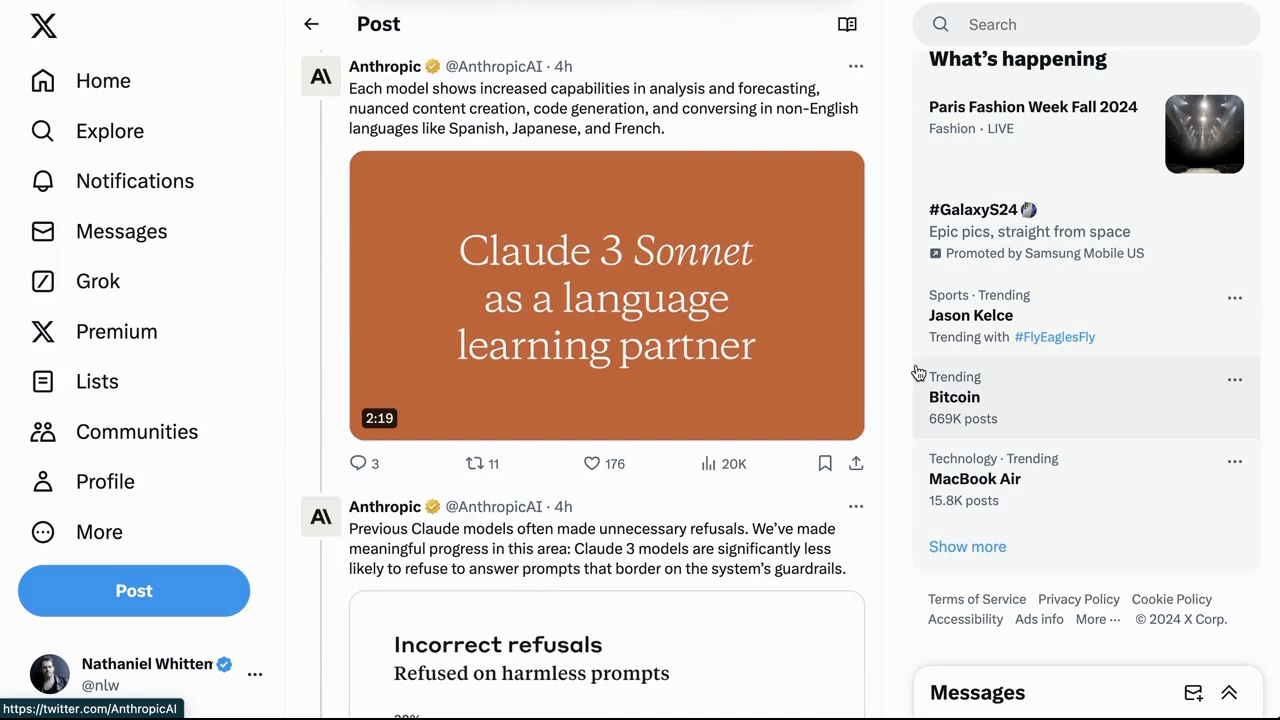 Home
Explore
Notifications
Messages
Grok
Premium
Lists
Communities
Profile
More
Post
Nathaniel Whittem
@nlw
https://twitter.com/AnthropicAI
Post
Anthropic @AnthropicAI · 4h
Each model shows increased capabilities in analysis and forecasting,
nuanced content creation, code generation, and conversing in non-English
languages like Spanish, Japanese, and French.
Claude 3 Sonnet
as a language
learning partner
2:19
3
11
176
20K
Anthropic @AnthropicAI · 4h
Previous Claude models often made unnecessary refusals. We’ve made
meaningful progress in this area: Claude 3 models are significantly less
likely to refuse to answer prompts that border on the system’s guardrails.
Incorrect refusals
Refused on harmless prompts
Search
What’s happening
Paris Fashion Week Fall 2024
Fashion · LIVE
#GalaxyS24
Epic pics, straight from space
Promoted by Samsung Mobile US
Sports · Trending
Jason Kelce
Trending with #FlyEaglesFly
Trending
Bitcoin
669K posts
Technology · Trending
MacBook Air
15.8K posts
Show more
Terms of Service Privacy Policy Cookie Policy
Accessibility Ads info More ··· © 2024 X Corp.
Messages